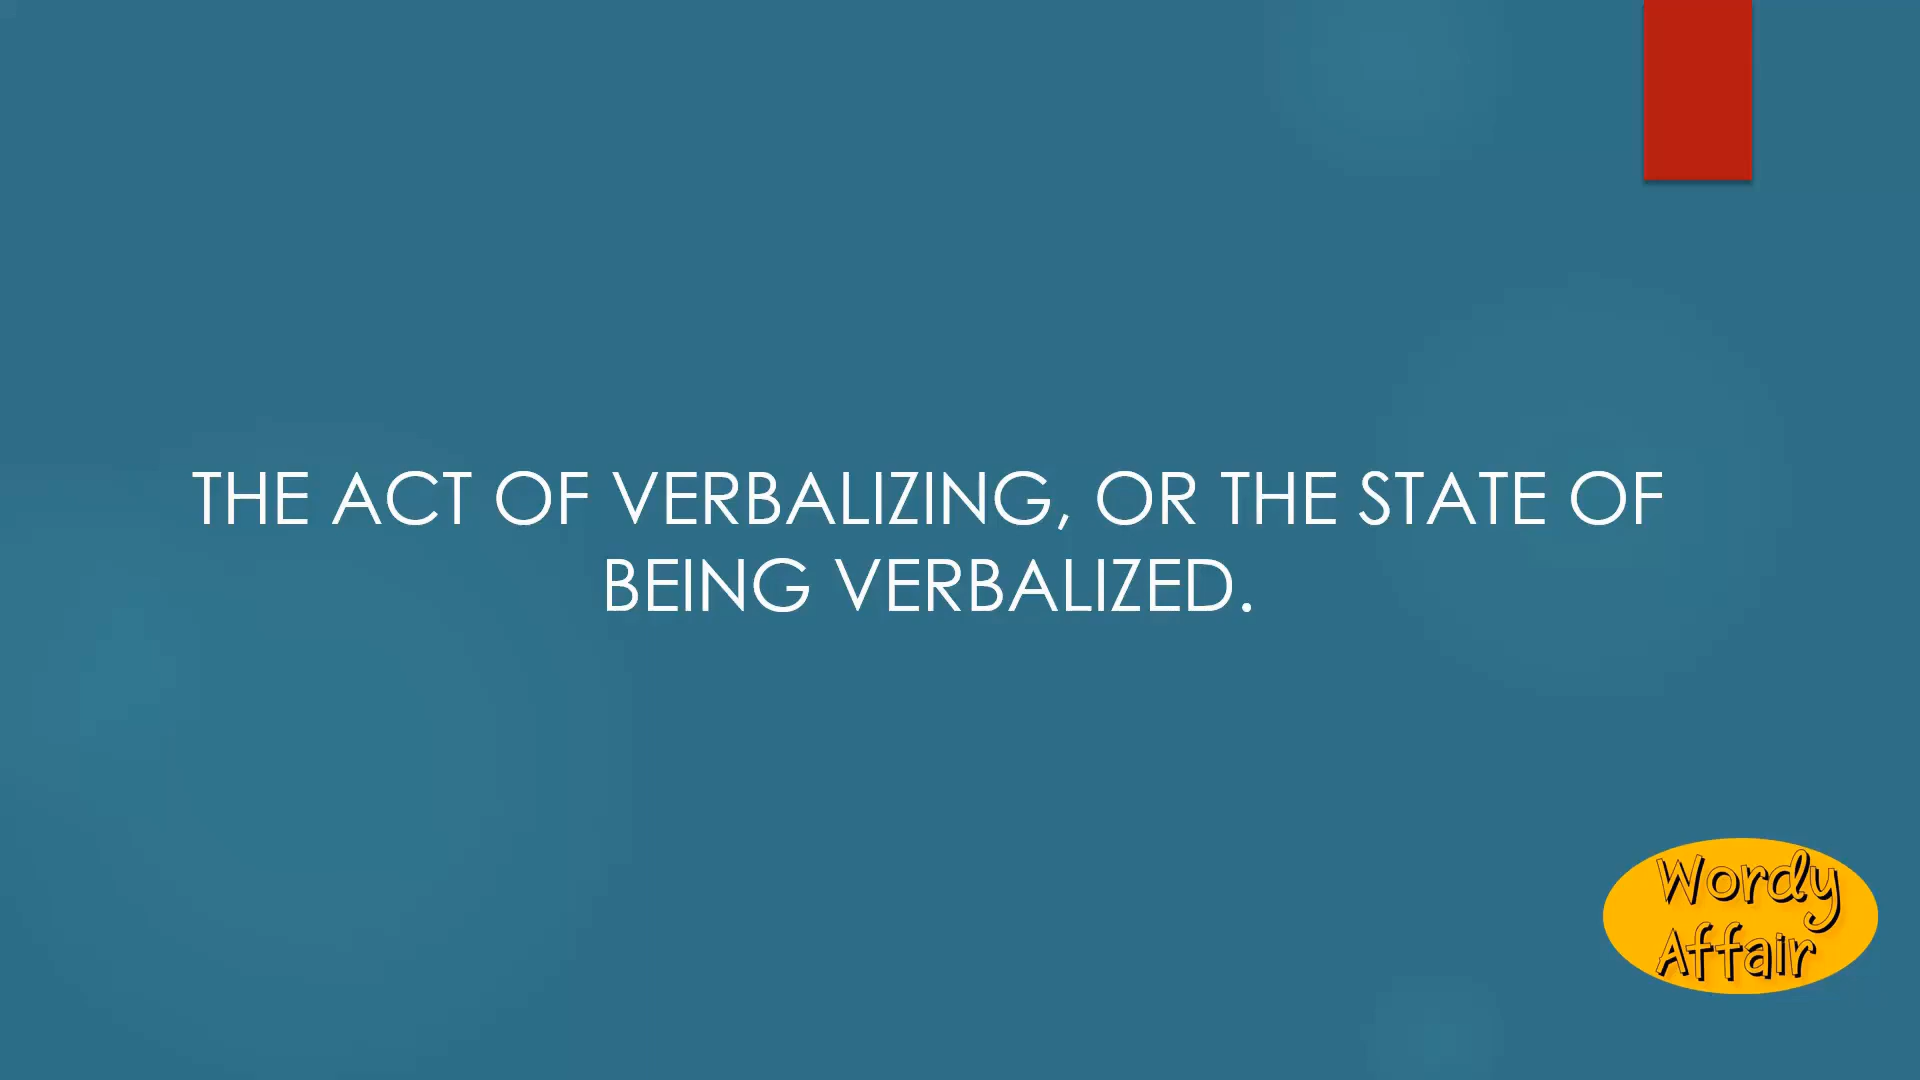 THE ACT OF VERBALIZING, OR THE STATE OF
BEING VERBALIZED.
Wordy
Affair